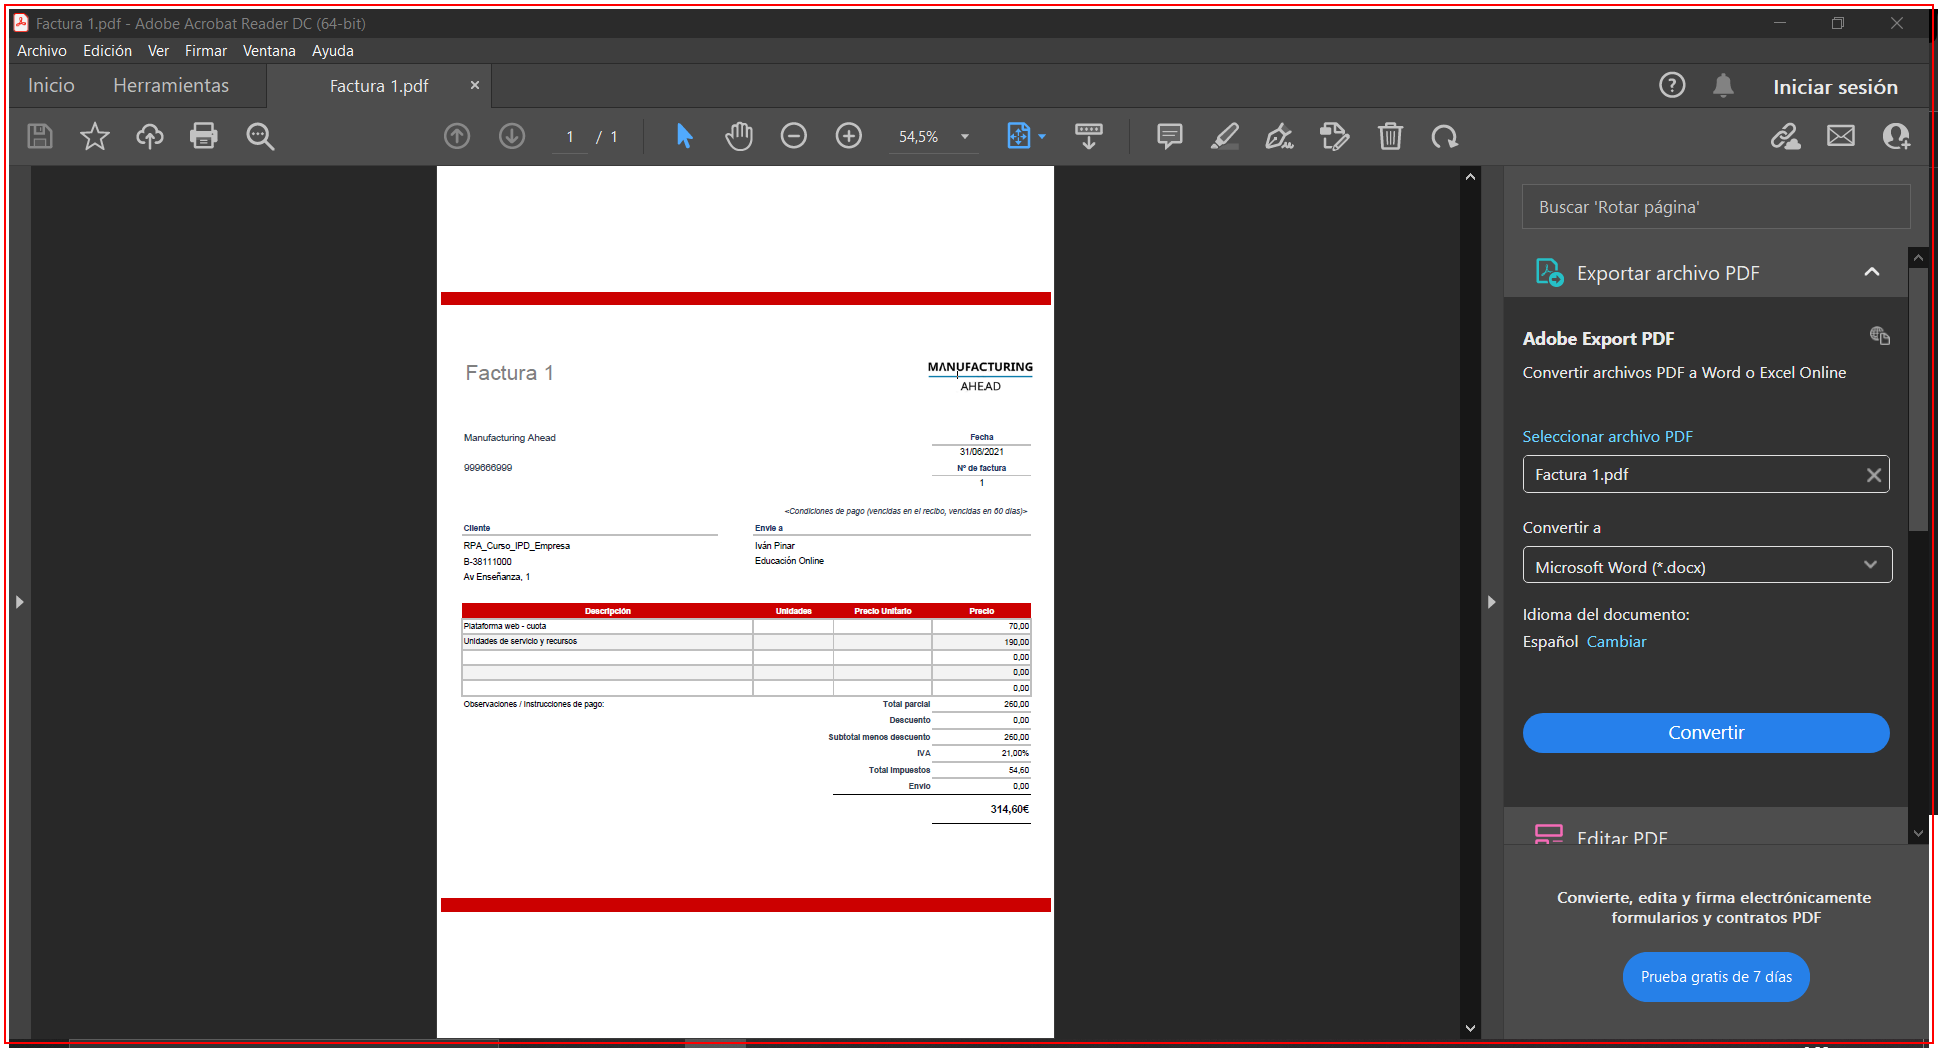 Factura 1.pdf - Adobe Acrobat Reader DC (64-bit)
Archivo Edición Ver Firmar Ventana Ayuda
Inicio Herramientas Factura 1.pdf × Iniciar sesión
1 / 1 54,5%
Factura 1
MANUFACTURING
AHEAD
Manufacturing Ahead
999666999
Fecha
31/06/2021
Nº de factura
1
<Condiciones de pago (vencidas en el recibo, vencidas en 60 días)>
Cliente Envíe a
RPA_Curso_IPD_Empresa Iván Pinar
B-38111000 Educación Online
Av Enseñanza, 1
Descripción Unidades Precio Unitario Precio
Plataforma web - cuota 70,00
Unidades de servicio y recursos 190,00
0,00
0,00
0,00
Observaciones / Instrucciones de pago: Total parcial 260,00
Descuento 0,00
Subtotal menos descuento 260,00
IVA 21,00%
Total Impuestos 54,60
Envío 0,00
314,60€
Buscar 'Rotar página'
Exportar archivo PDF
Adobe Export PDF
Convertir archivos PDF a Word o Excel Online
Seleccionar archivo PDF
Factura 1.pdf
Convertir a
Microsoft Word (*.docx)
Idioma del documento:
Español Cambiar
Convertir
Editar PDF
Convierte, edita y firma electrónicamente
formularios y contratos PDF
Prueba gratis de 7 días